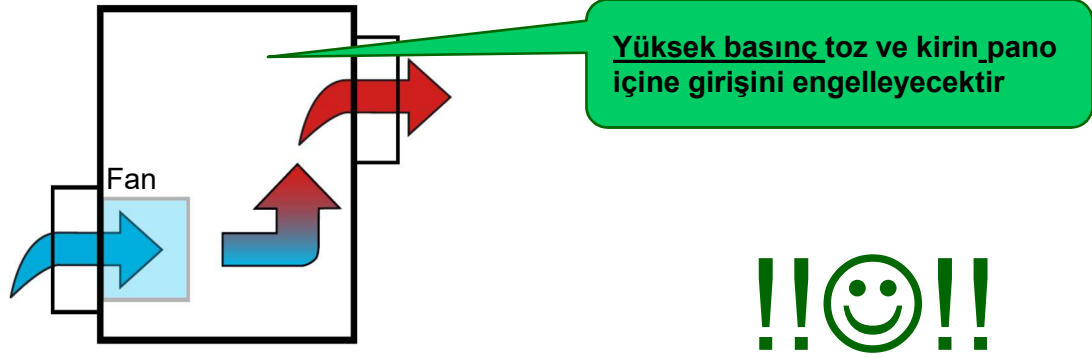 Yüksek basınç toz ve kirin pano
içine girişini engelleyecektir
Fan
!!☺!!